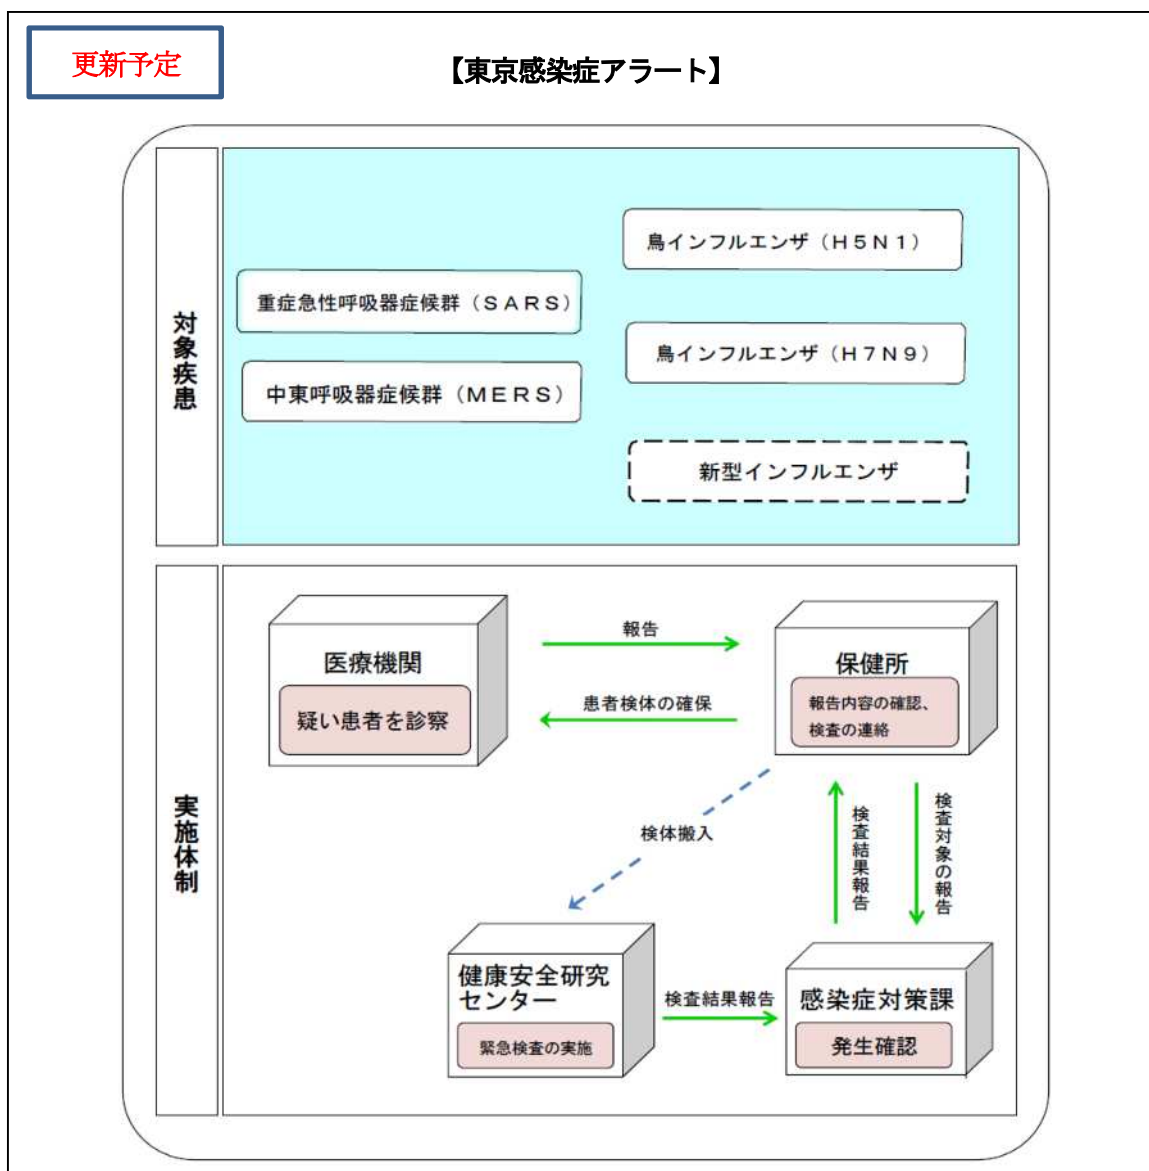 更新予定
【東京感染症アラート】
対象疾患
鳥インフルエンザ（Ｈ５Ｎ１）
重症急性呼吸器症候群（ＳＡＲＳ）
鳥インフルエンザ（Ｈ７Ｎ９）
中東呼吸器症候群（ＭＥＲＳ）
新型インフルエンザ
実施体制
医療機関
疑い患者を診察
報告
患者検体の確保
保健所
報告内容の確認、
検査の連絡
検体搬入
検査結果報告
検査対象の報告
健康安全研究
センター
緊急検査の実施
検査結果報告
感染症対策課
発生確認